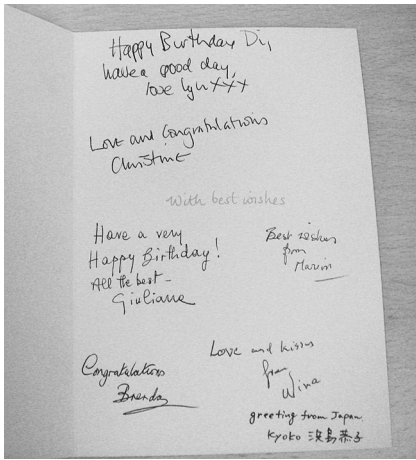 Happy Birthday Di,
have a good day,
love Lyn xxx
Love and Congratulations
Christine
With best wishes
Have a very
Happy Birthday!
All the best -
Giuliana
Best wishes
from
Marvin
Congratulations
Brenda
Love and kisses
from
Wina
greeting from Japan.
Kyoko 恭子